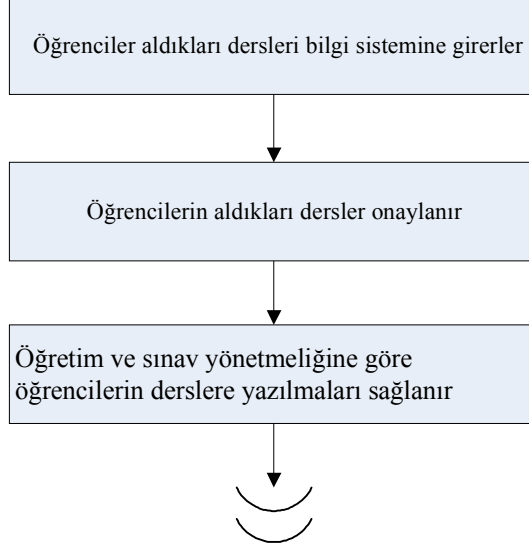 Öğrenciler aldıkları dersleri bilgi sistemine girerler
Öğrencilerin aldıkları dersler onaylanır
Öğretim ve sınav yönetmeliğine göre
öğrencilerin derslere yazılmaları sağlanır